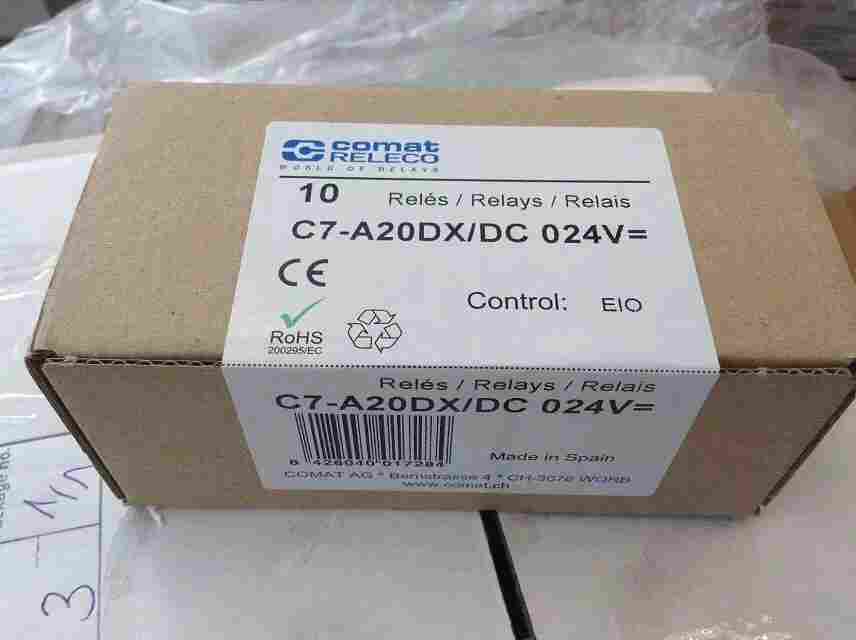 comat
RELECO
WORLD OF RELAYS
10 Relés / Relays / Relais
C7-A20DX/DC 024V=
CE
Control: EIO
RoHS
200295/EC
Relés / Relays / Relais
C7-A20DX/DC 024V=
8 426040 017284
Made in Spain
COMAT AG * Bernstrasse 4 * CH-3076 WORB
www.comat.ch
3